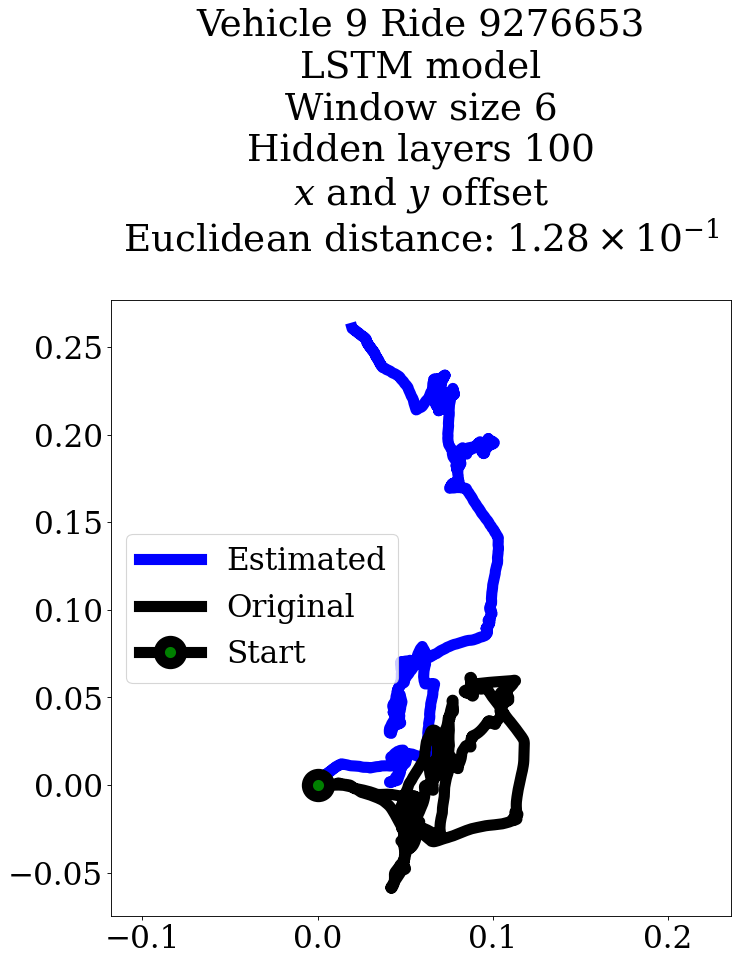 Vehicle 9 Ride 9276653
LSTM model
Window size 6
Hidden layers 100
x and y offset
Euclidean distance: 1.28 × 10⁻¹
0.25
0.20
0.15
0.10
0.05
0.00
−0.05
Estimated
Original
Start
−0.1
0.0
0.1
0.2